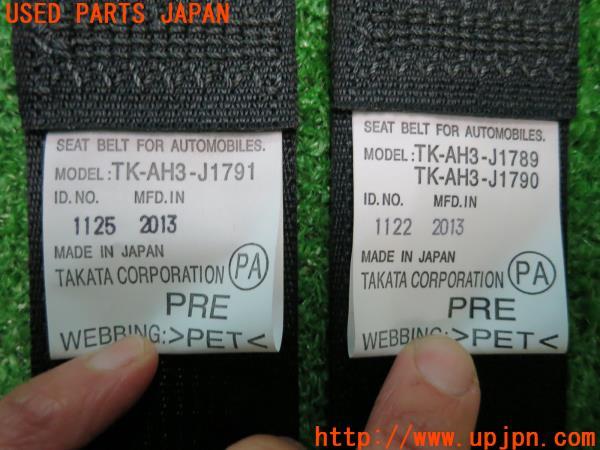 USED PARTS JAPAN
SEAT BELT FOR AUTOMOBILES.
MODEL:TK-AH3-J1791
ID.NO. MFD.IN
1125 2013
MADE IN JAPAN
TAKATA CORPORATION PA
PRE
WEBBING:>PET<
SEAT BELT FOR AUTOMOBILES.
MODEL:TK-AH3-J1789
TK-AH3-J1790
ID.NO. MFD.IN
1122 2013
MADE IN JAPAN
TAKATA CORPORATION PA
PRE
WEBBING:>PET<
http://www.upjpn.com